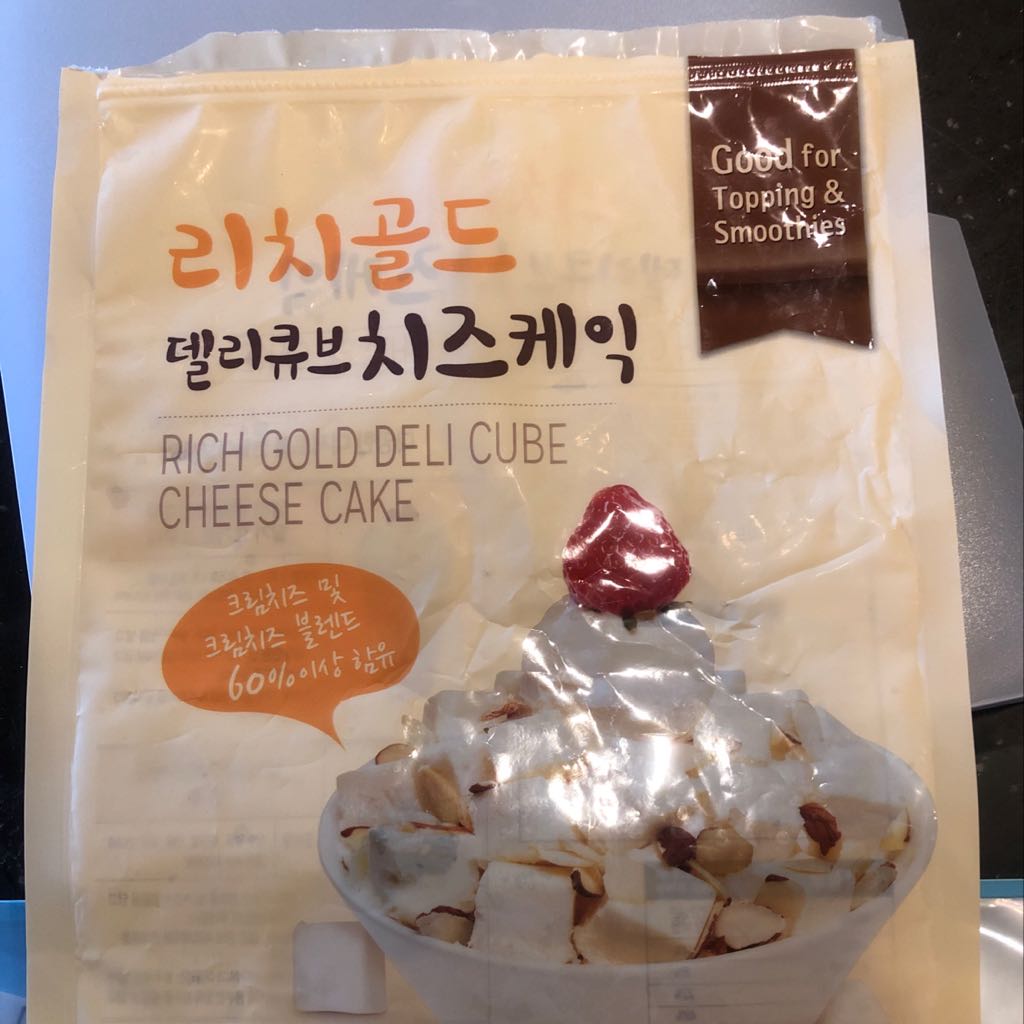 Good for
Topping &
Smoothies
리치골드
델리큐브치즈케익
RICH GOLD DELI CUBE
CHEESE CAKE
크림치즈 및
크림치즈 블렌드
60%이상 함유